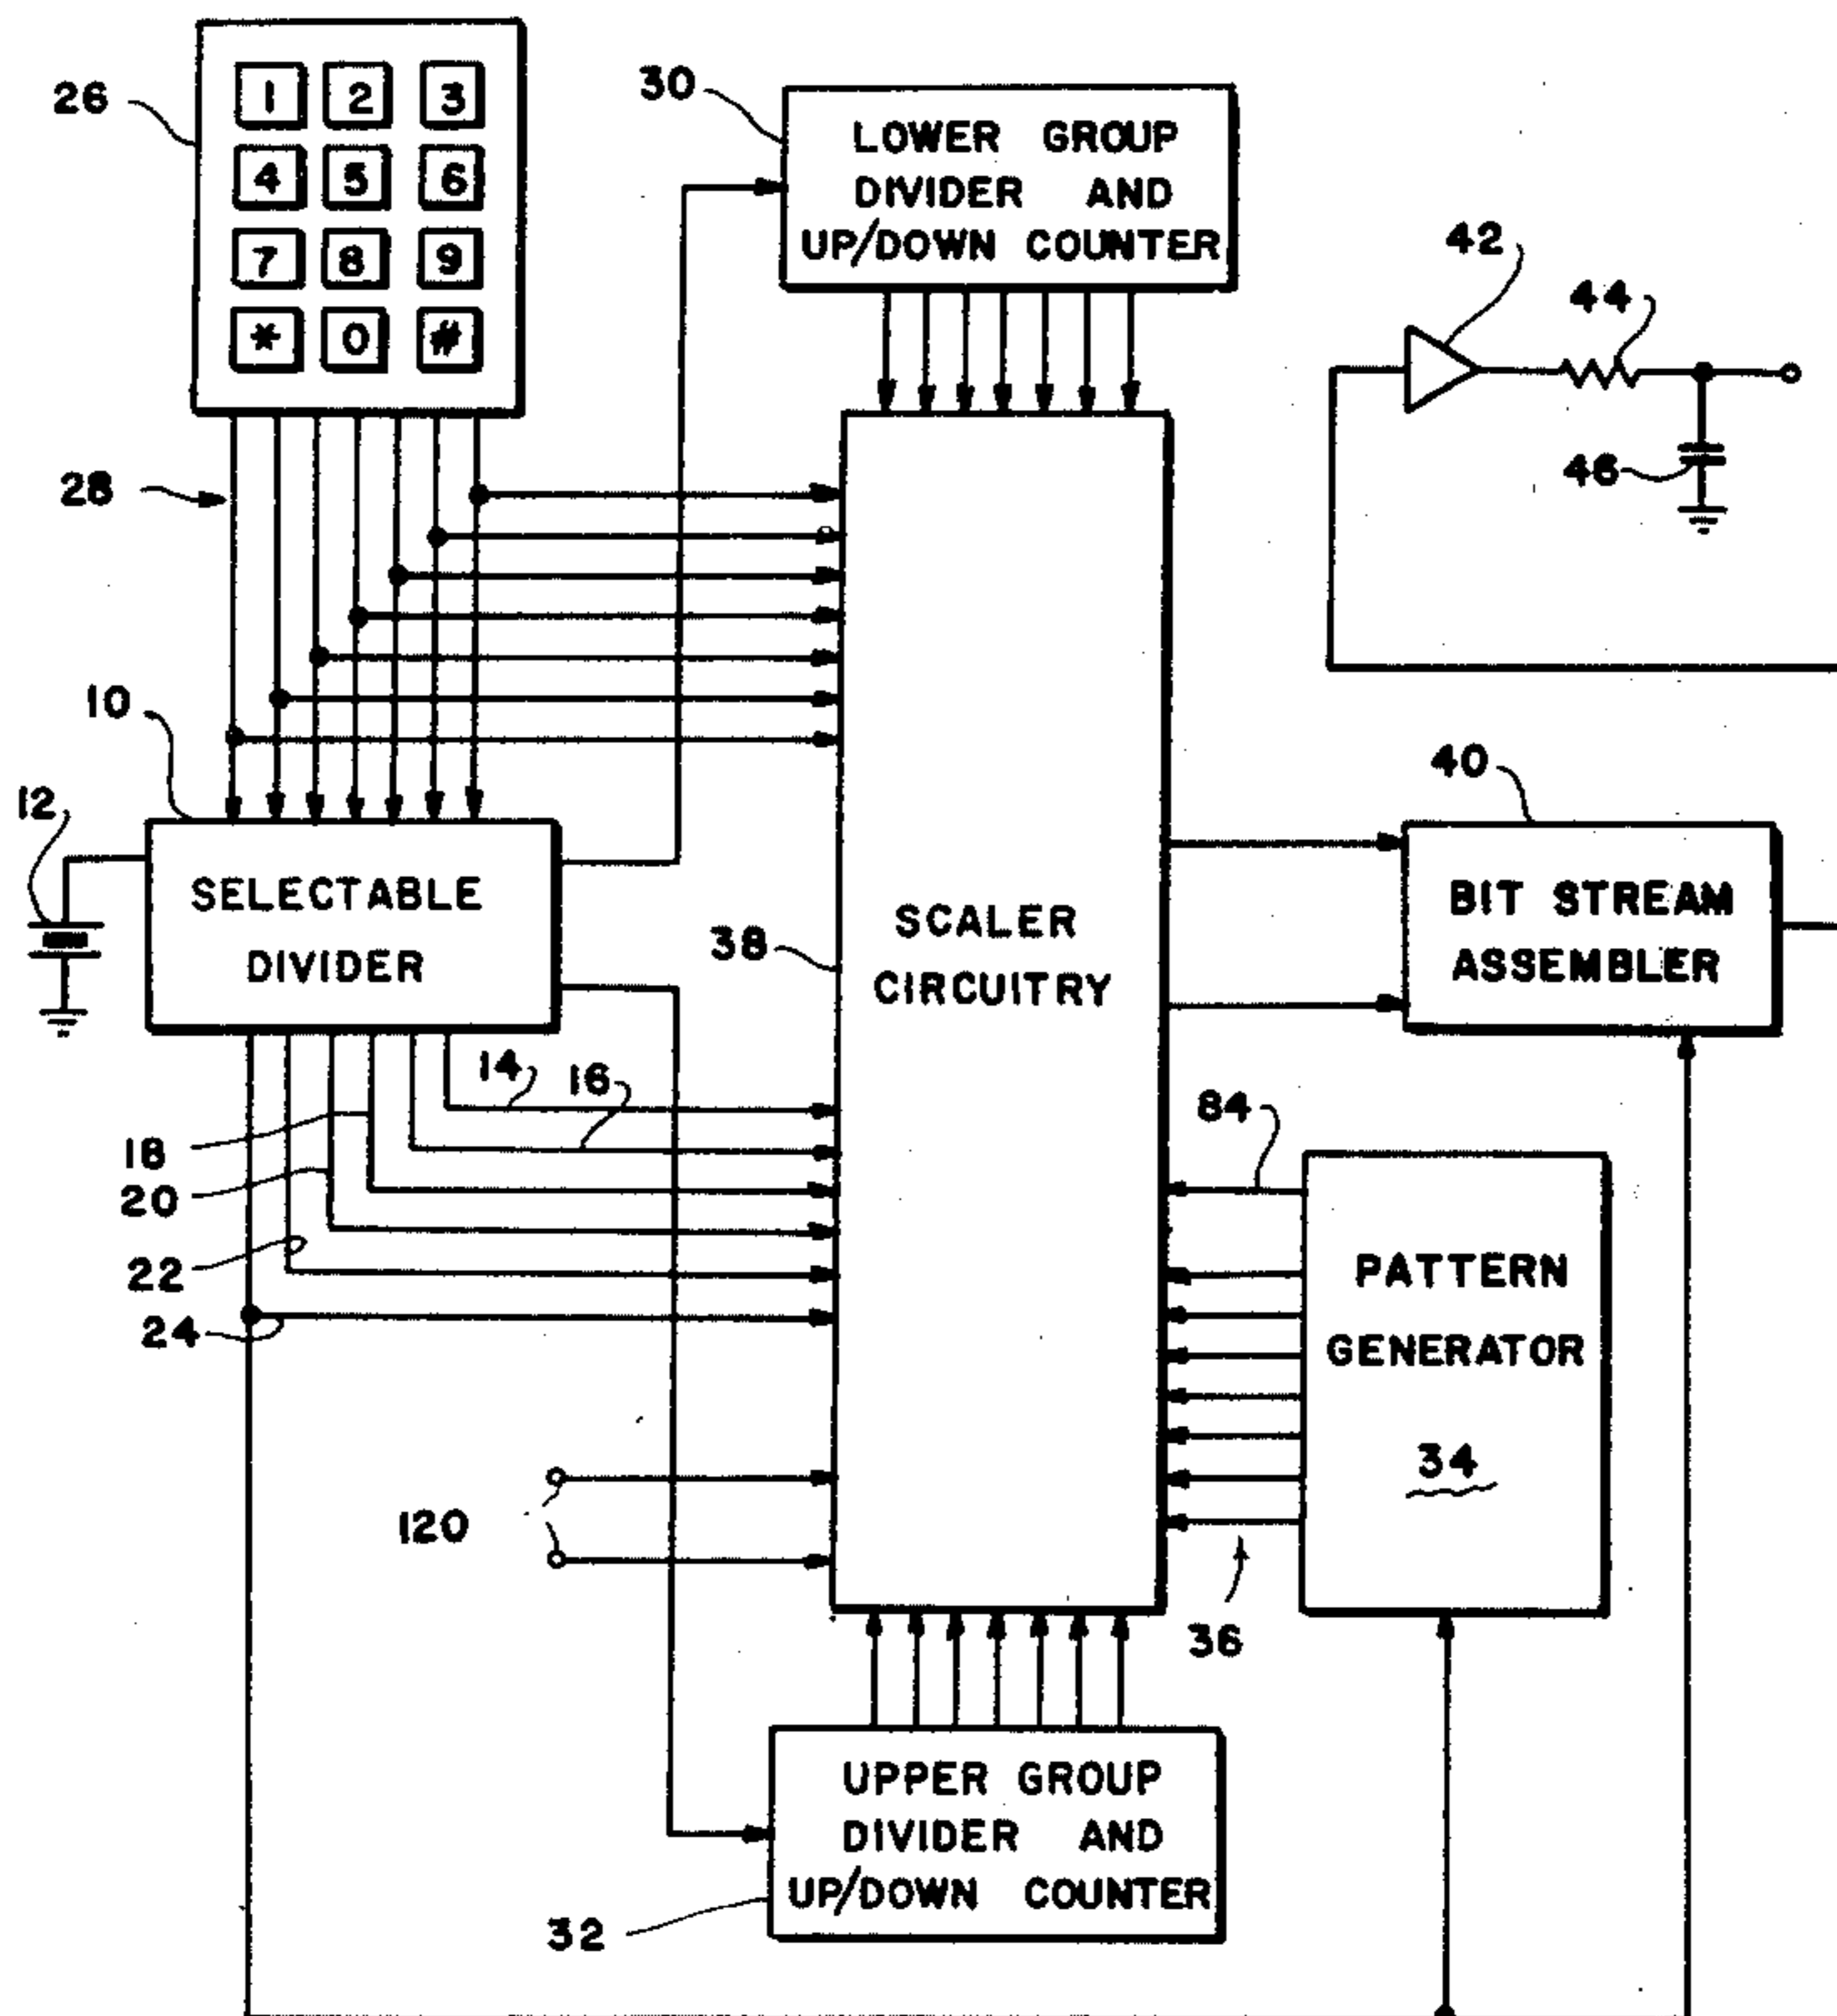 26
1 2 3
4 5 6
7 8 9
* 0 #
28
30
LOWER GROUP
DIVIDER AND
UP/DOWN COUNTER
42
44
46
10
12
SELECTABLE
DIVIDER
38
SCALER
CIRCUITRY
40
BIT STREAM
ASSEMBLER
14
16
18
20
22
24
84
PATTERN
GENERATOR
34
36
120
UPPER GROUP
DIVIDER AND
UP/DOWN COUNTER
32